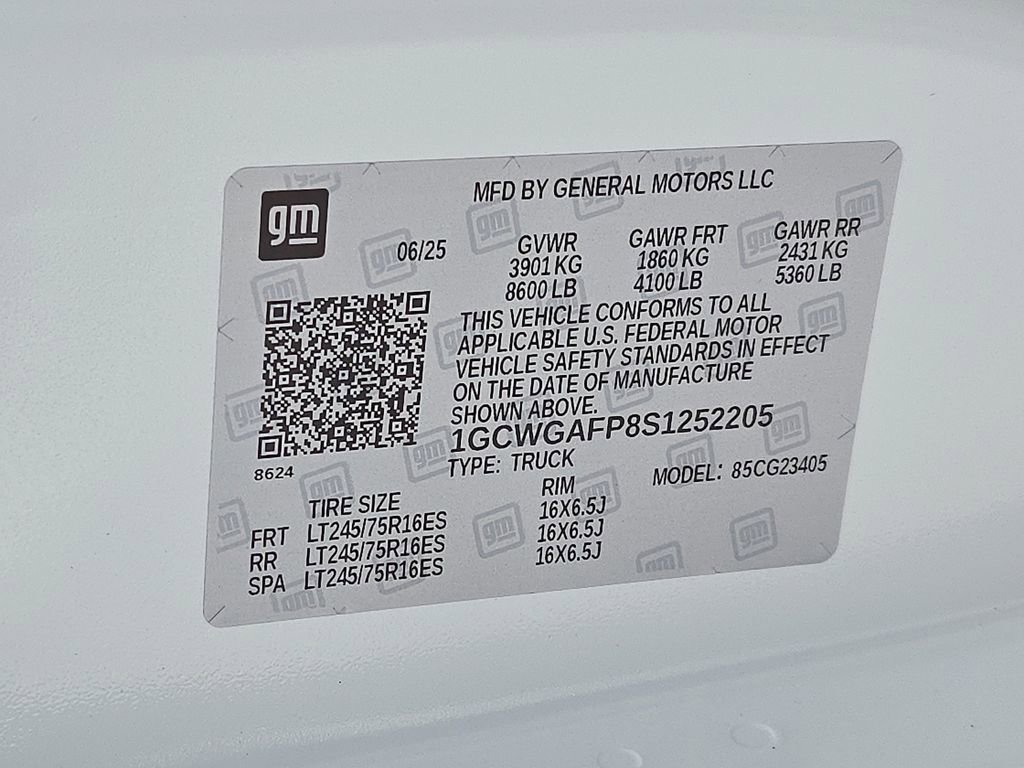 gm
MFD BY GENERAL MOTORS LLC
06/25
GVWR GAWR FRT GAWR RR
3901 KG 1860 KG 2431 KG
8600 LB 4100 LB 5360 LB
THIS VEHICLE CONFORMS TO ALL
APPLICABLE U.S. FEDERAL MOTOR
VEHICLE SAFETY STANDARDS IN EFFECT
ON THE DATE OF MANUFACTURE
SHOWN ABOVE.
1GCWGAFP8S1252205
8624
TYPE: TRUCK MODEL: 85CG23405
TIRE SIZE RIM
FRT LT245/75R16ES 16X6.5J
RR LT245/75R16ES 16X6.5J
SPA LT245/75R16ES 16X6.5J